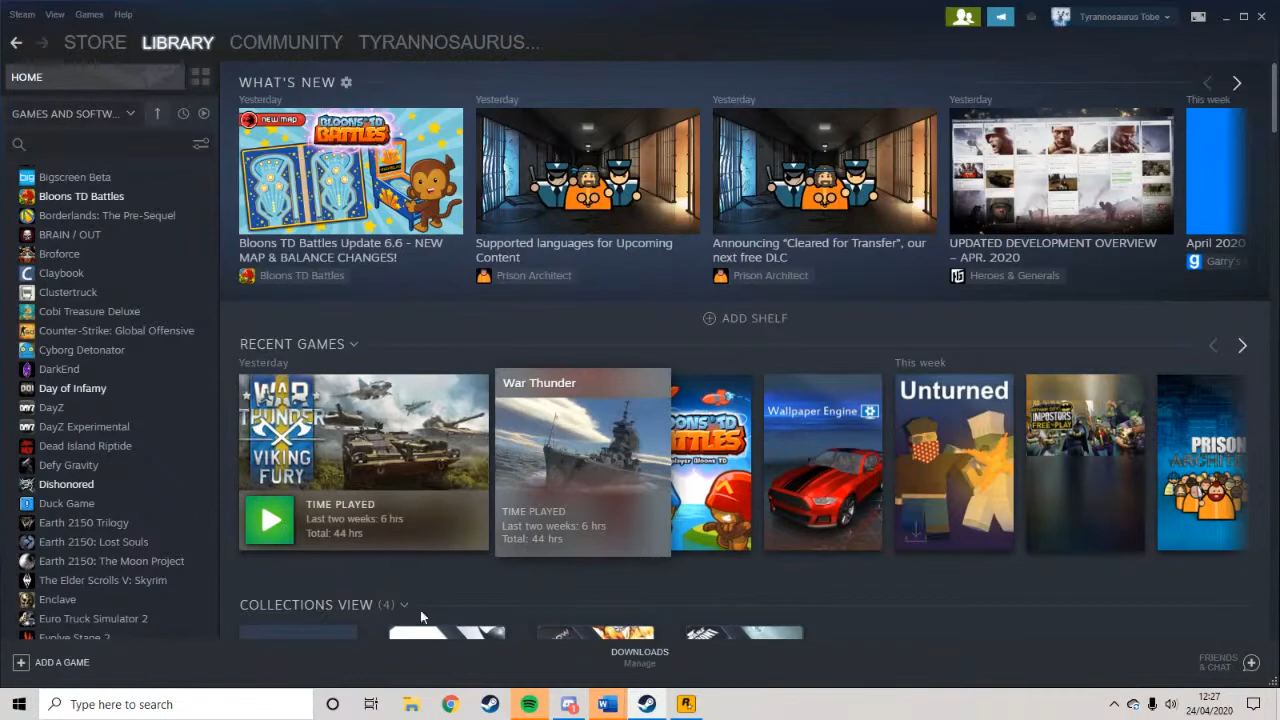 Steam View Games Help
Tyrannosaurus Tobe
STORE LIBRARY COMMUNITY TYRANNOSAURUS...
HOME
GAMES AND SOFTW...
Bigscreen Beta
Bloons TD Battles
Borderlands: The Pre-Sequel
BRAIN / OUT
Broforce
Claybook
Clustertruck
Cobi Treasure Deluxe
Counter-Strike: Global Offensive
Cyborg Detonator
DarkEnd
Day of Infamy
DayZ
DayZ Experimental
Dead Island Riptide
Defy Gravity
Dishonored
Duck Game
Earth 2150 Trilogy
Earth 2150: Lost Souls
Earth 2150: The Moon Project
The Elder Scrolls V: Skyrim
Enclave
Euro Truck Simulator 2
Evolve Stage 2
ADD A GAME
WHAT'S NEW
Yesterday
NEW MAP
BLOONS TD BATTLES
Bloons TD Battles Update 6.6 - NEW
MAP & BALANCE CHANGES!
Bloons TD Battles
Yesterday
Supported languages for Upcoming
Content
Prison Architect
Yesterday
Announcing "Cleared for Transfer", our
next free DLC
Prison Architect
Yesterday
UPDATED DEVELOPMENT OVERVIEW
– APR. 2020
Heroes & Generals
This week
April 2020
Garry's
ADD SHELF
RECENT GAMES
Yesterday
WAR
THUNDER
VIKING
FURY
TIME PLAYED
Last two weeks: 6 hrs
Total: 44 hrs
War Thunder
TIME PLAYED
Last two weeks: 6 hrs
Total: 44 hrs
Wallpaper Engine
This week
Unturned
IMPOSTORS
FREE-PLAY
PRISON
ARCHITECT
COLLECTIONS VIEW (4)
DOWNLOADS
Manage
FRIENDS
& CHAT
Type here to search
12:27
24/04/2020